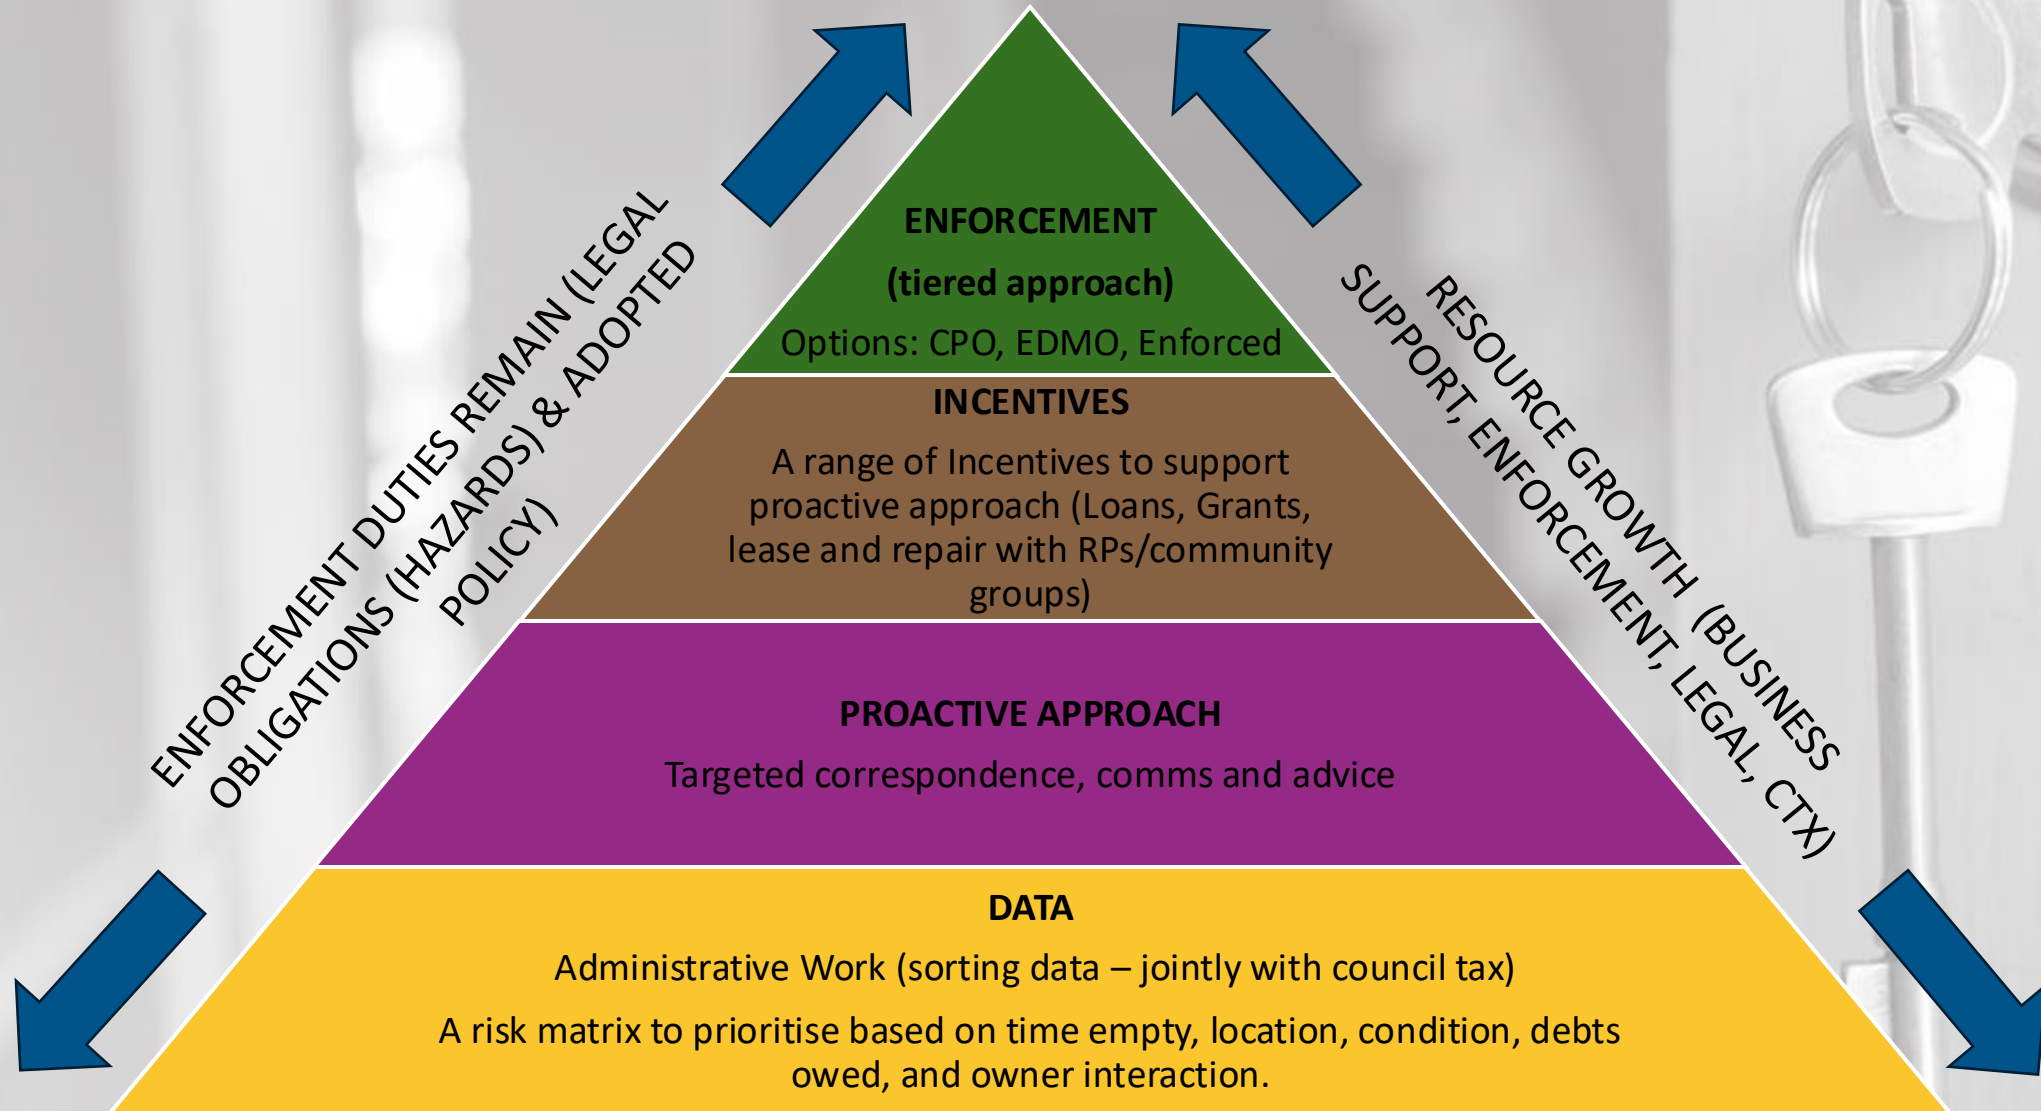 ENFORCEMENT
(tiered approach)
Options: CPO, EDMO, Enforced
INCENTIVES
A range of Incentives to support
proactive approach (Loans, Grants,
lease and repair with RPs/community
groups)
PROACTIVE APPROACH
Targeted correspondence, comms and advice
DATA
Administrative Work (sorting data – jointly with council tax)
A risk matrix to prioritise based on time empty, location, condition, debts
owed, and owner interaction.
ENFORCEMENT DUTIES REMAIN (LEGAL
OBLIGATIONS (HAZARDS) & ADOPTED
POLICY)
RESOURCE GROWTH (BUSINESS
SUPPORT, ENFORCEMENT, LEGAL, CTX)